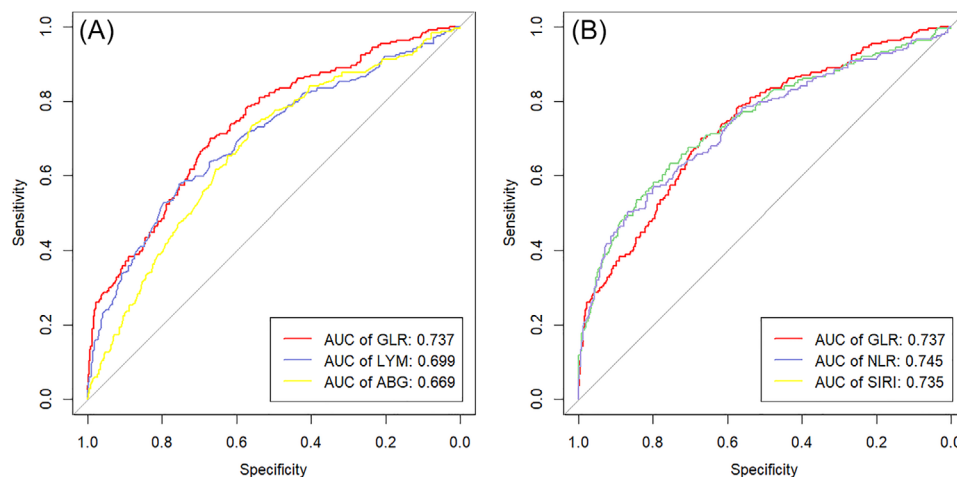 (A)
1.0
0.8
0.6
0.4
0.2
0.0
Sensitivity
AUC of GLR: 0.737
AUC of LYM: 0.699
AUC of ABG: 0.669
1.0 0.8 0.6 0.4 0.2 0.0
Specificity
(B)
1.0
0.8
0.6
0.4
0.2
0.0
Sensitivity
AUC of GLR: 0.737
AUC of NLR: 0.745
AUC of SIRI: 0.735
1.0 0.8 0.6 0.4 0.2 0.0
Specificity